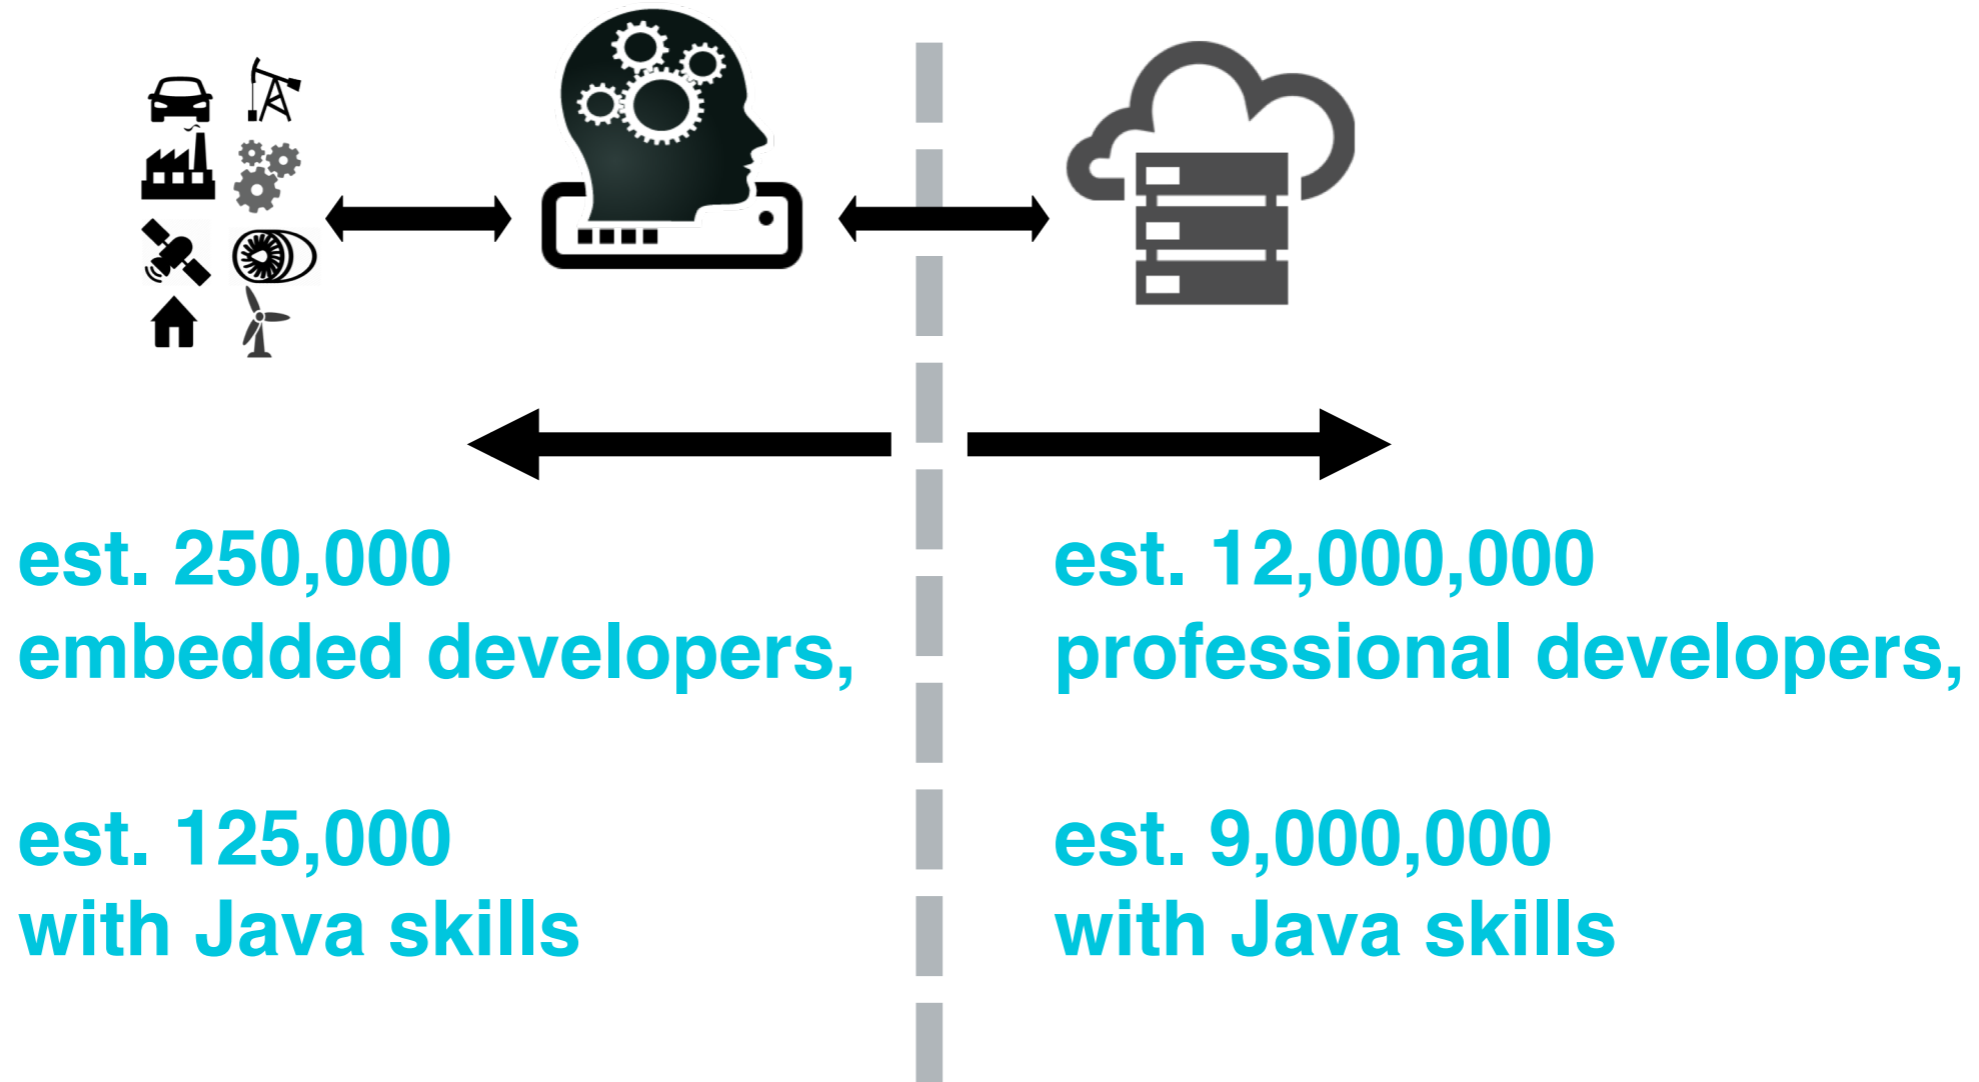 est. 250,000
embedded developers,
est. 125,000
with Java skills
est. 12,000,000
professional developers,
est. 9,000,000
with Java skills